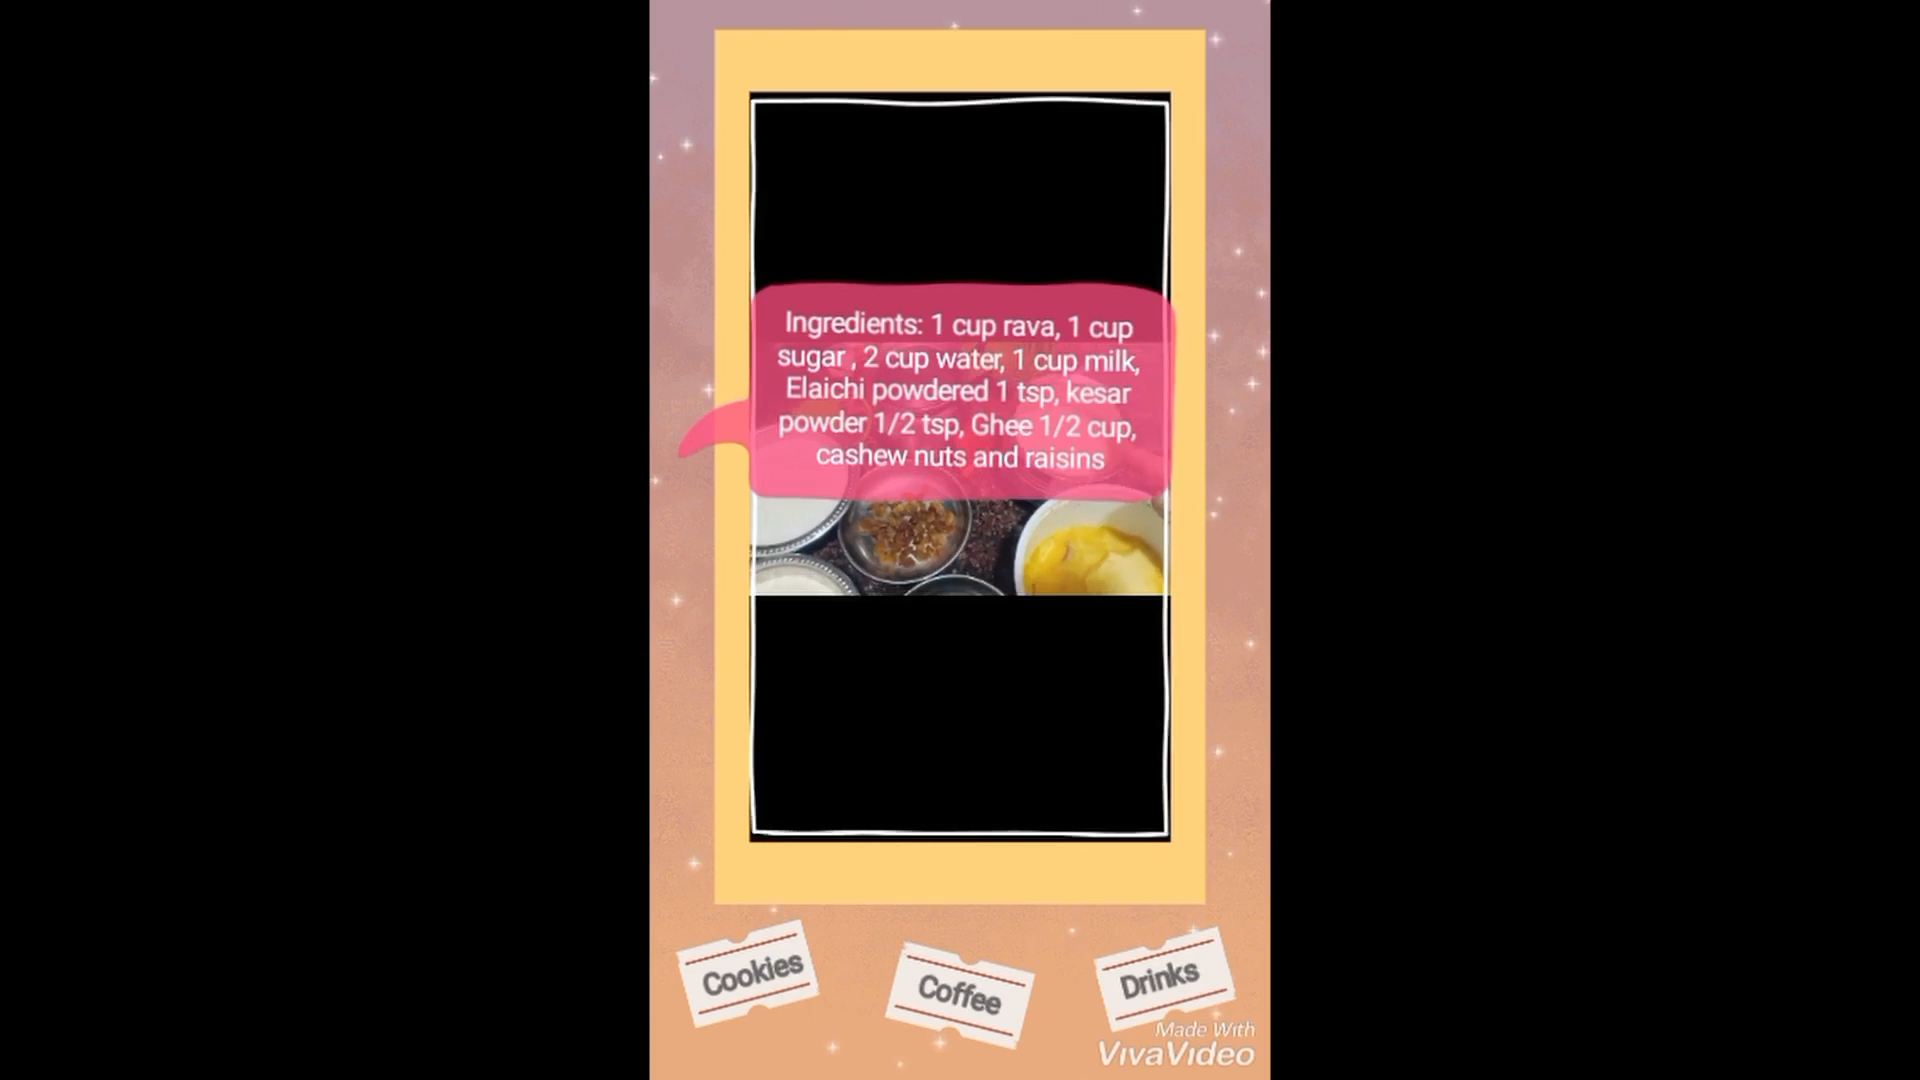 Ingredients: 1 cup rava, 1 cup
sugar , 2 cup water, 1 cup milk,
Elaichi powdered 1 tsp, kesar
powder 1/2 tsp, Ghee 1/2 cup,
cashew nuts and raisins
Cookies
Coffee
Drinks
Made With
VivaVideo